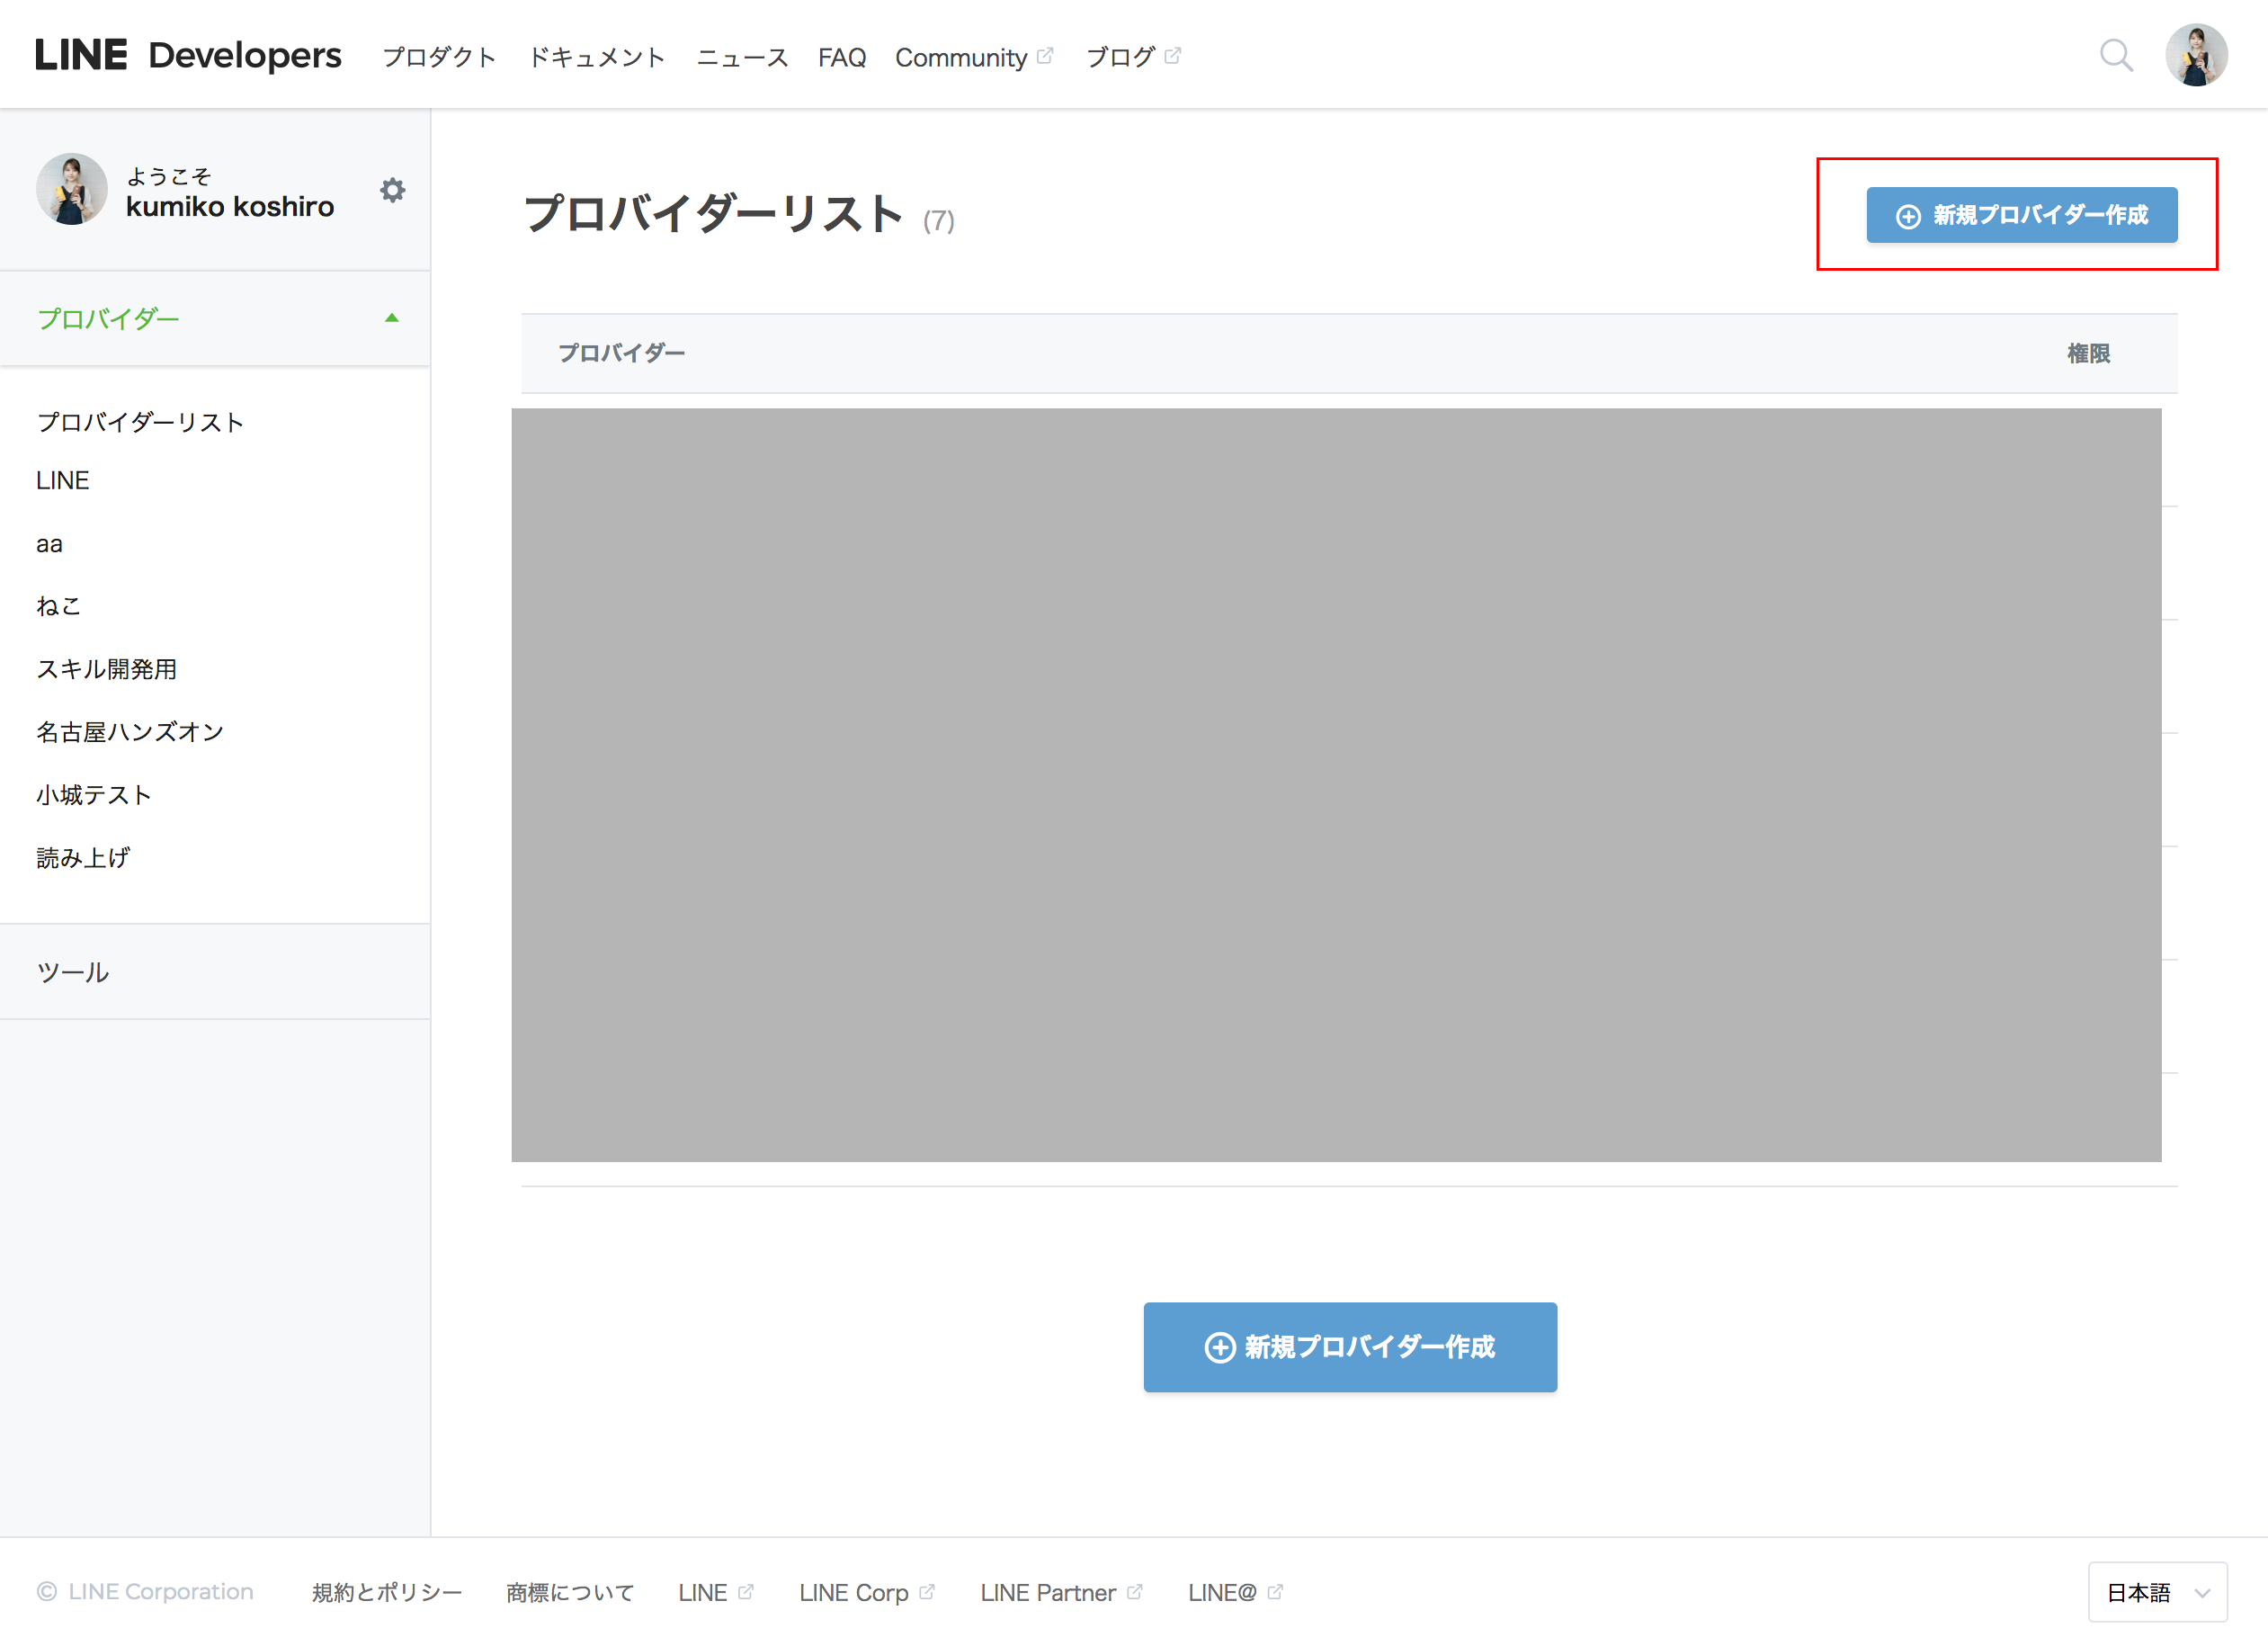 LINE Developers プロダクト ドキュメント ニュース FAQ Community ブログ
ようこそ
kumiko koshiro
プロバイダー
プロバイダーリスト
LINE
aa
ねこ
スキル開発用
名古屋ハンズオン
小城テスト
読み上げ
ツール
プロバイダーリスト (7)
新規プロバイダー作成
プロバイダー 権限
新規プロバイダー作成
© LINE Corporation 規約とポリシー 商標について LINE LINE Corp LINE Partner LINE@ 日本語